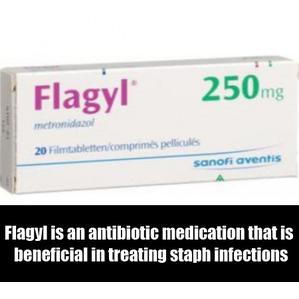 Flagyl®
250mg
metronidazol
20 Filmtabletten/comprimés pelliculés
sanofi aventis
Flagyl is an antibiotic medication that is
beneficial in treating staph infections